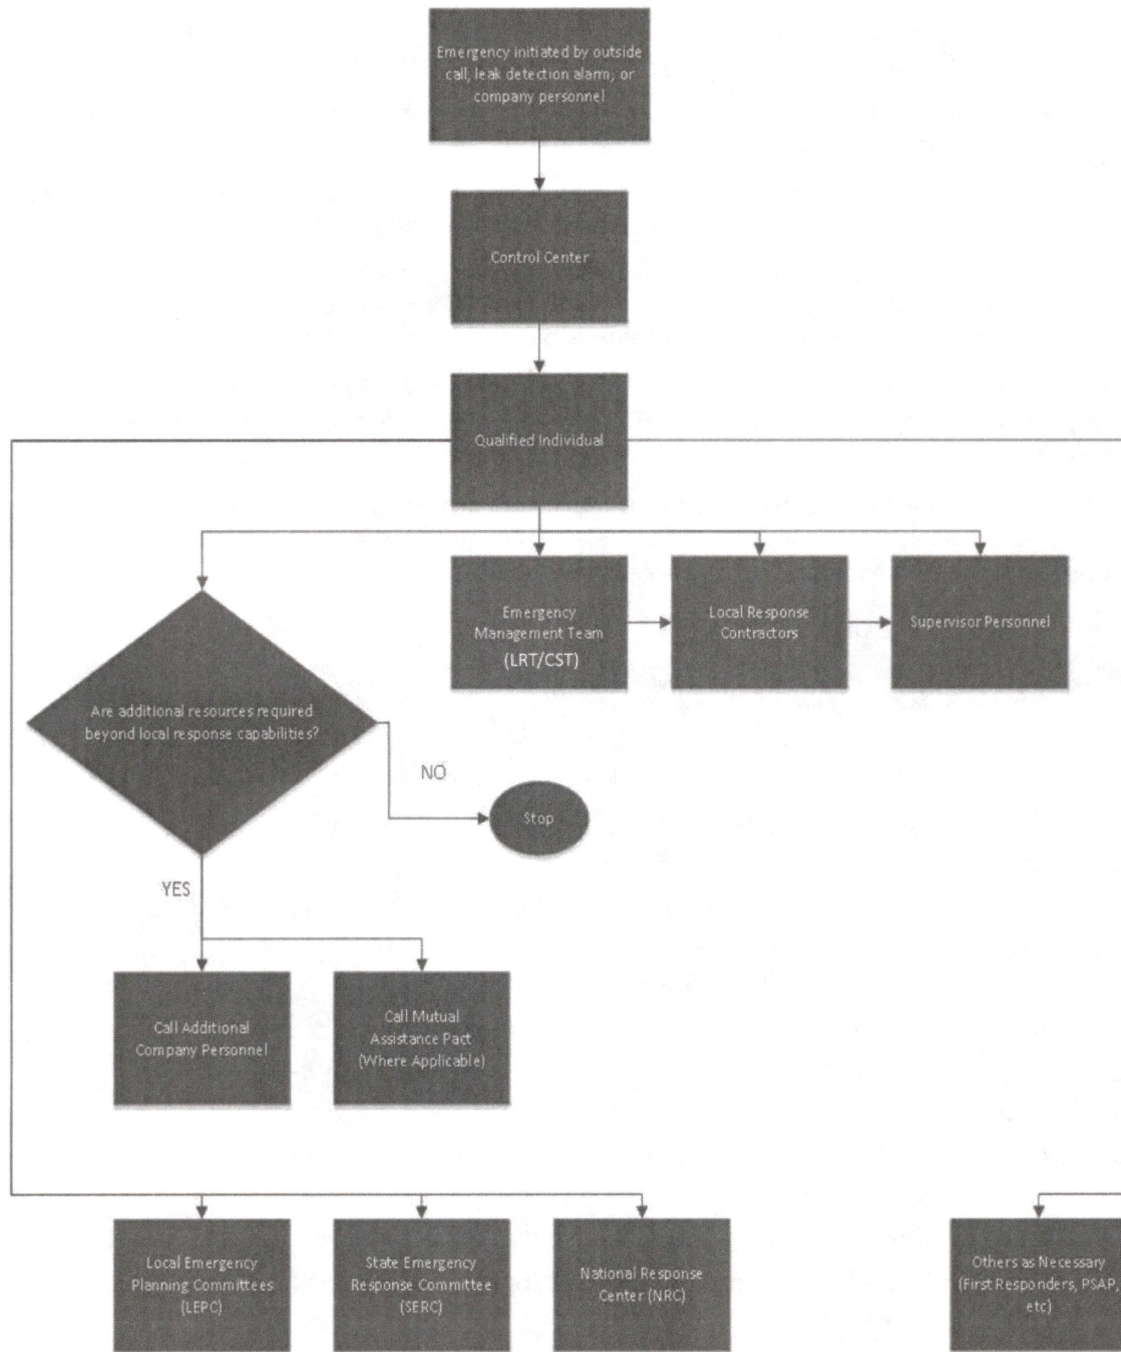 Emergency initiated by outside
call, leak detection alarm, or
company personnel
Control Center
Qualified Individual
Emergency
Management Team
(LRT/CST)
Local Response
Contractors
Supervisor Personnel
Are additional resources required
beyond local response capabilities?
NO
Stop
YES
Call Additional
Company Personnel
Call Mutual
Assistance Pact
(Where Applicable)
Local Emergency
Planning Committees
(LEPC)
State Emergency
Response Committee
(SERC)
National Response
Center (NRC)
Others as Necessary
(First Responders, PSAP,
etc)